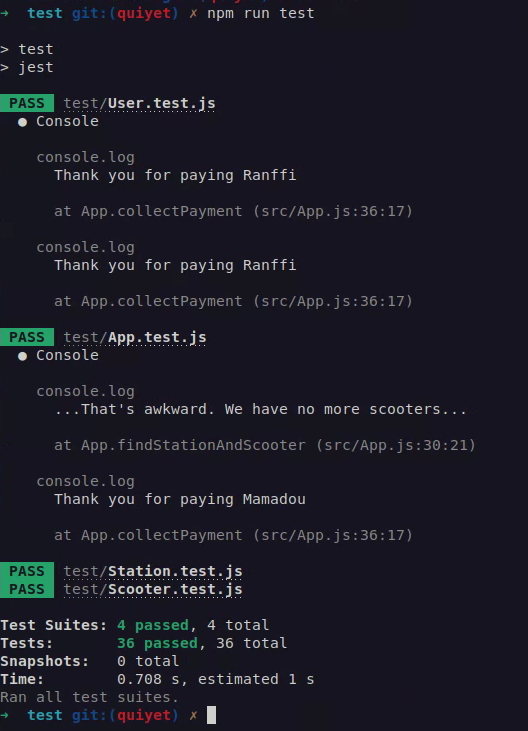 ➜  test git:(quiyet) ✗ npm run test
> test
> jest
PASS test/User.test.js
● Console
console.log
Thank you for paying Ranffi
at App.collectPayment (src/App.js:36:17)
console.log
Thank you for paying Ranffi
at App.collectPayment (src/App.js:36:17)
PASS test/App.test.js
● Console
console.log
...That's awkward. We have no more scooters...
at App.findStationAndScooter (src/App.js:30:21)
console.log
Thank you for paying Mamadou
at App.collectPayment (src/App.js:36:17)
PASS test/Station.test.js
PASS test/Scooter.test.js
Test Suites: 4 passed, 4 total
Tests:       36 passed, 36 total
Snapshots:   0 total
Time:        0.708 s, estimated 1 s
Ran all test suites.
➜  test git:(quiyet) ✗